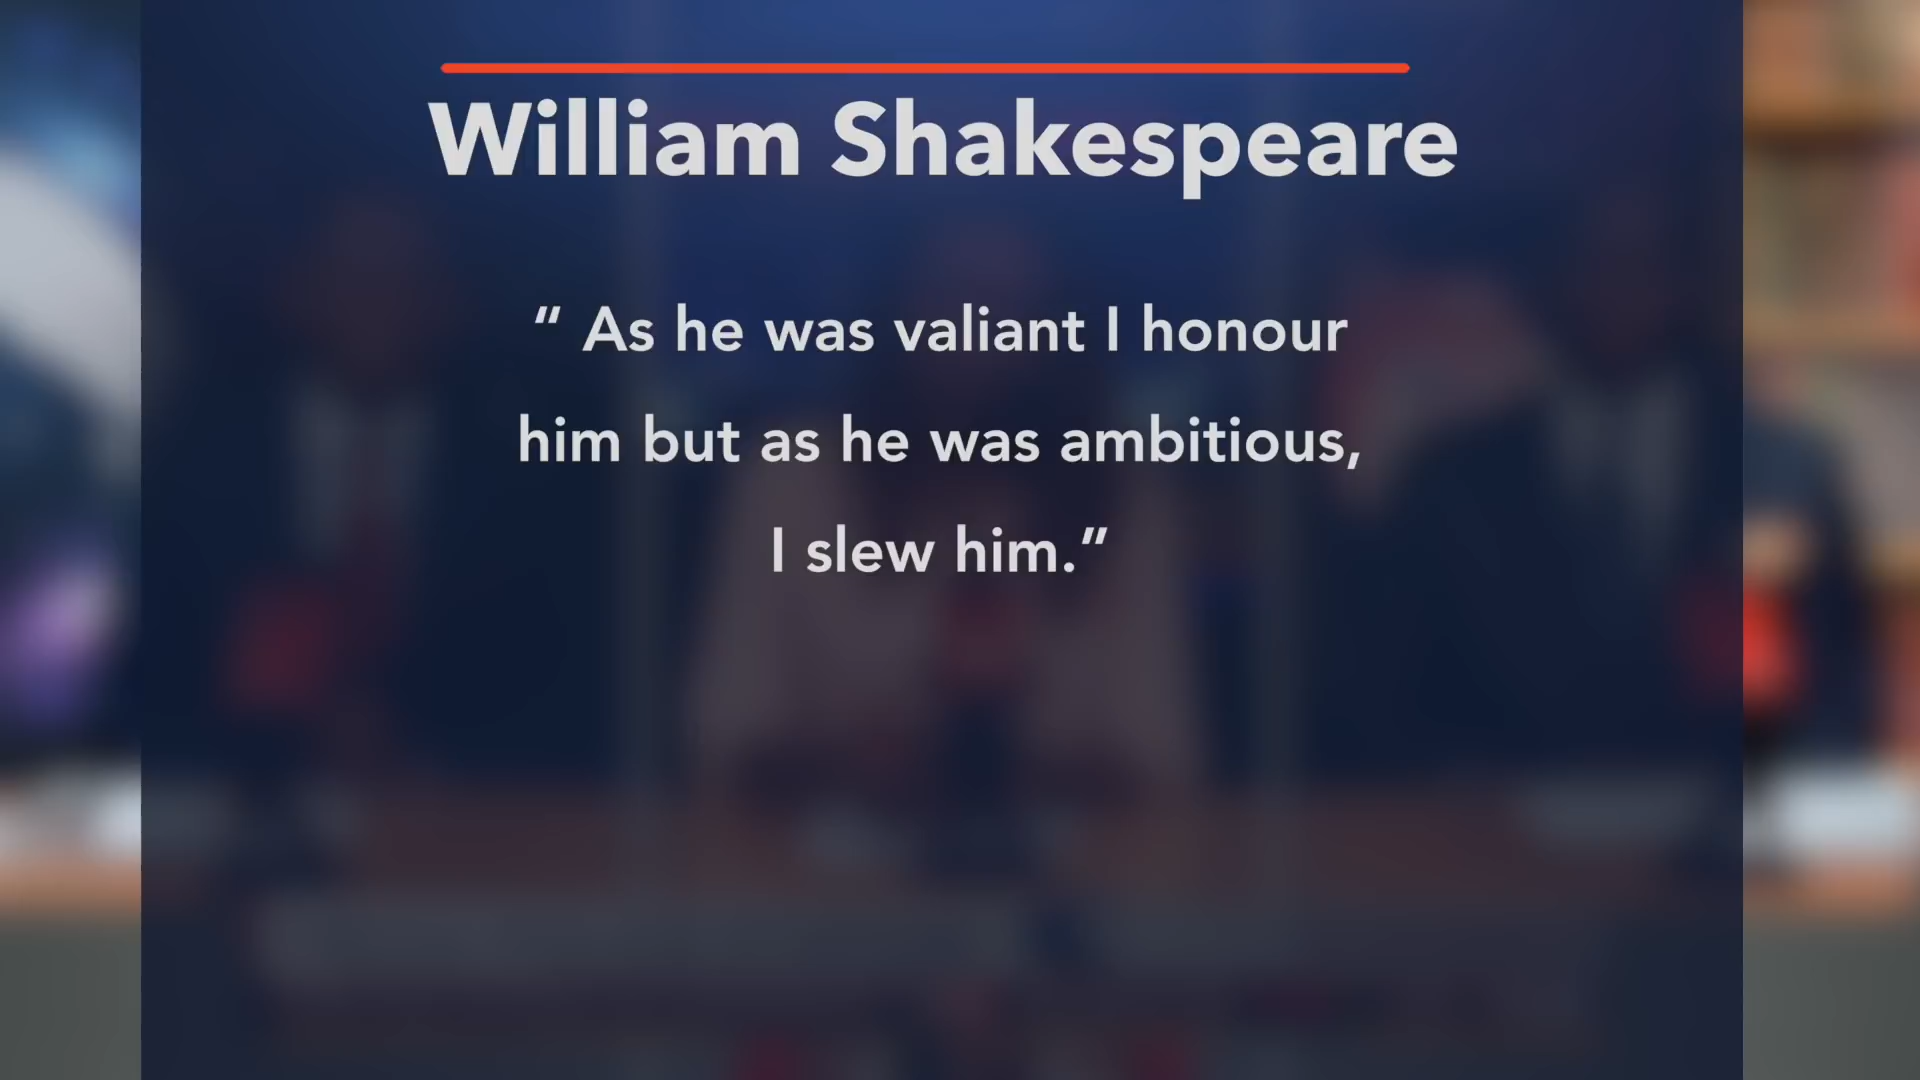 William Shakespeare
“ As he was valiant I honour
him but as he was ambitious,
I slew him.”